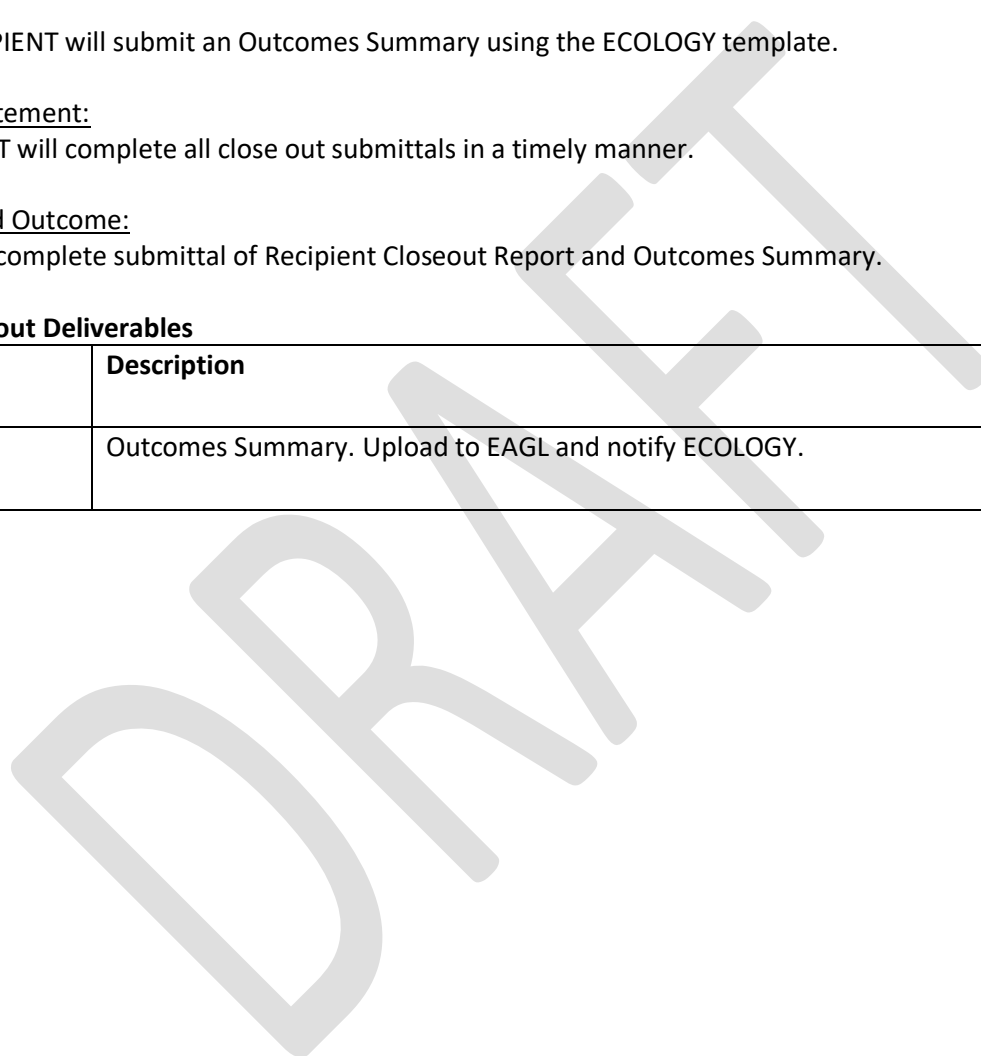 PIENT will submit an Outcomes Summary using the ECOLOGY template.
tement:
T will complete all close out submittals in a timely manner.
d Outcome:
complete submittal of Recipient Closeout Report and Outcomes Summary.
out Deliverables
Description
Outcomes Summary. Upload to EAGL and notify ECOLOGY.
DRAFT